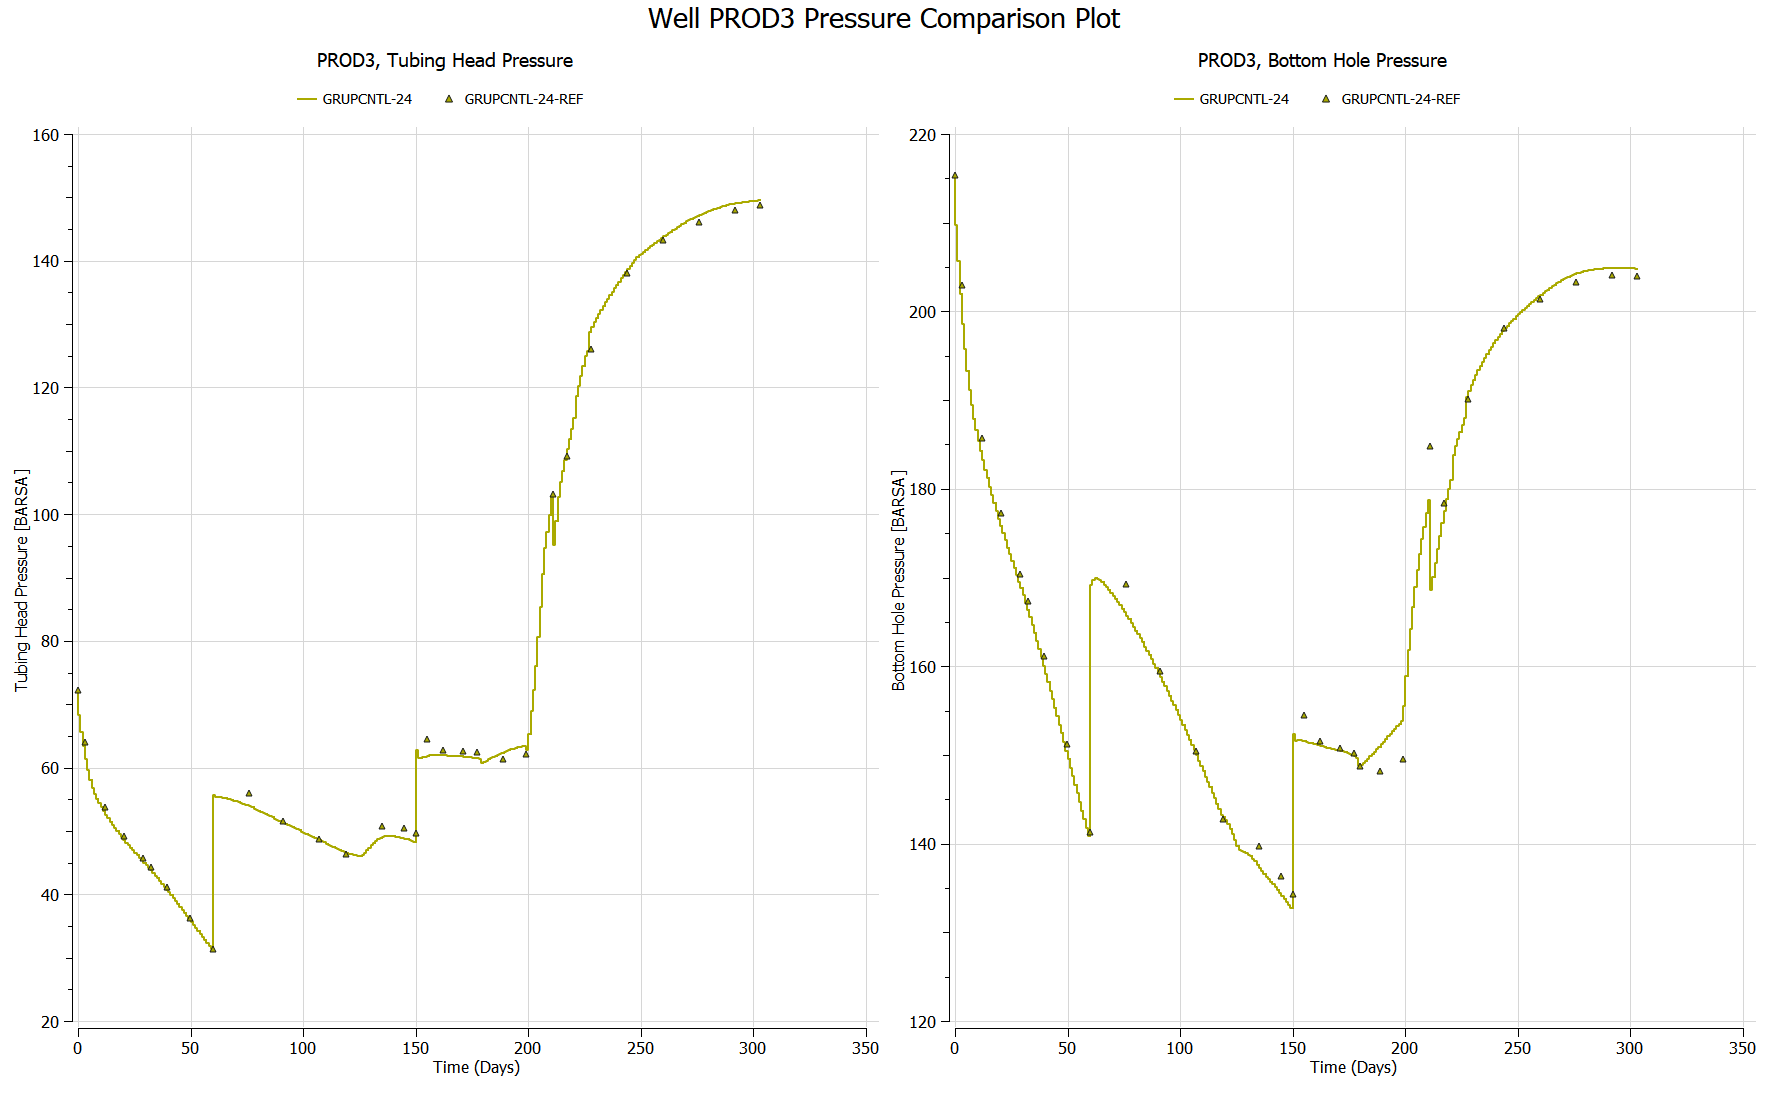 Well PROD3 Pressure Comparison Plot
PROD3, Tubing Head Pressure
GRUPCNTL-24 GRUPCNTL-24-REF
160
140
120
100
80
60
40
20
Tubing Head Pressure [BARSA]
0 50 100 150 200 250 300 350
Time (Days)
PROD3, Bottom Hole Pressure
GRUPCNTL-24 GRUPCNTL-24-REF
220
200
180
160
140
120
Bottom Hole Pressure [BARSA]
0 50 100 150 200 250 300 350
Time (Days)